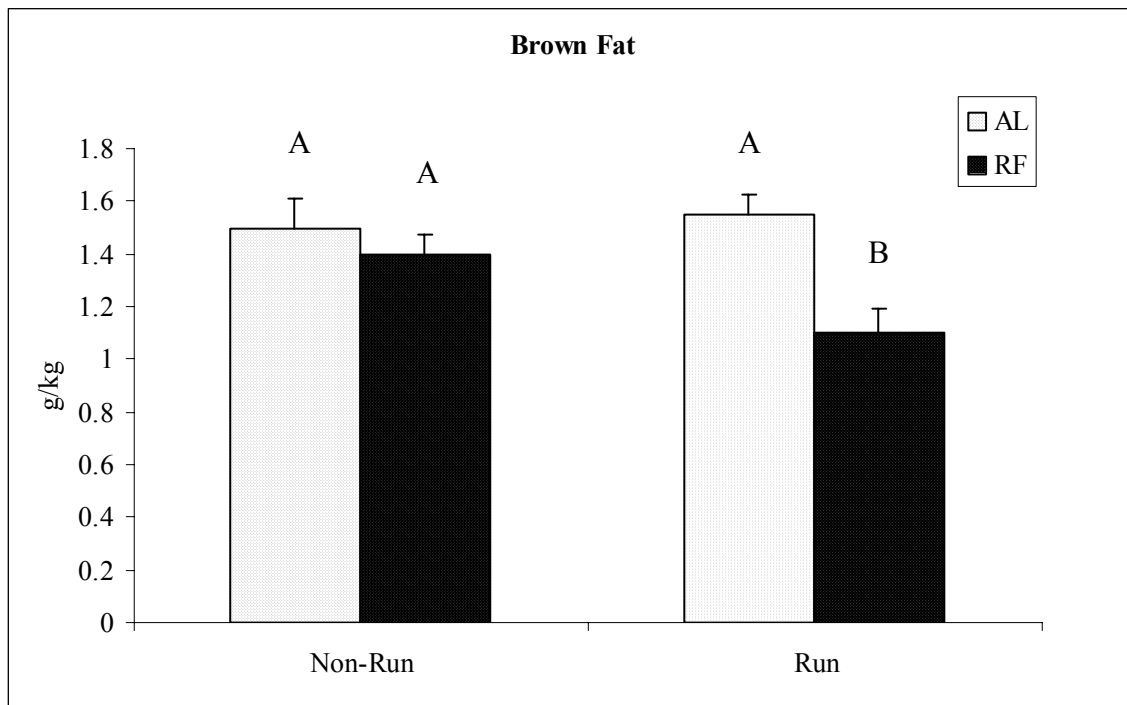 Brown Fat
AL
RF
A
A
A
B
1.8
1.6
1.4
1.2
1
0.8
0.6
0.4
0.2
0
g/kg
Non-Run
Run